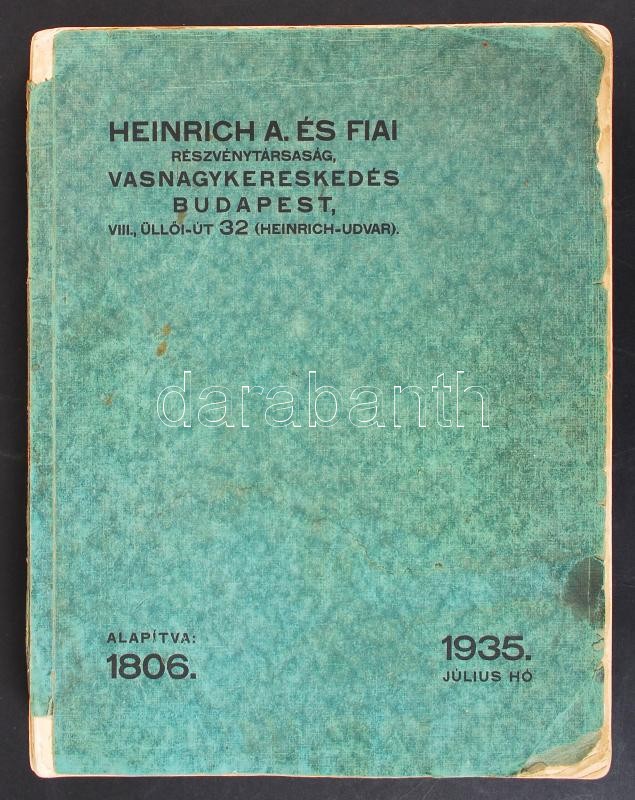 HEINRICH A. ÉS FIAI
RÉSZVÉNYTÁRSASÁG,
VASNAGYKERESKEDÉS
BUDAPEST,
VIII., ÜLLŐI-ÚT 32 (HEINRICH-UDVAR).
darabanth
ALAPÍTVA:
1806.
1935.
JÚLIUS HÓ